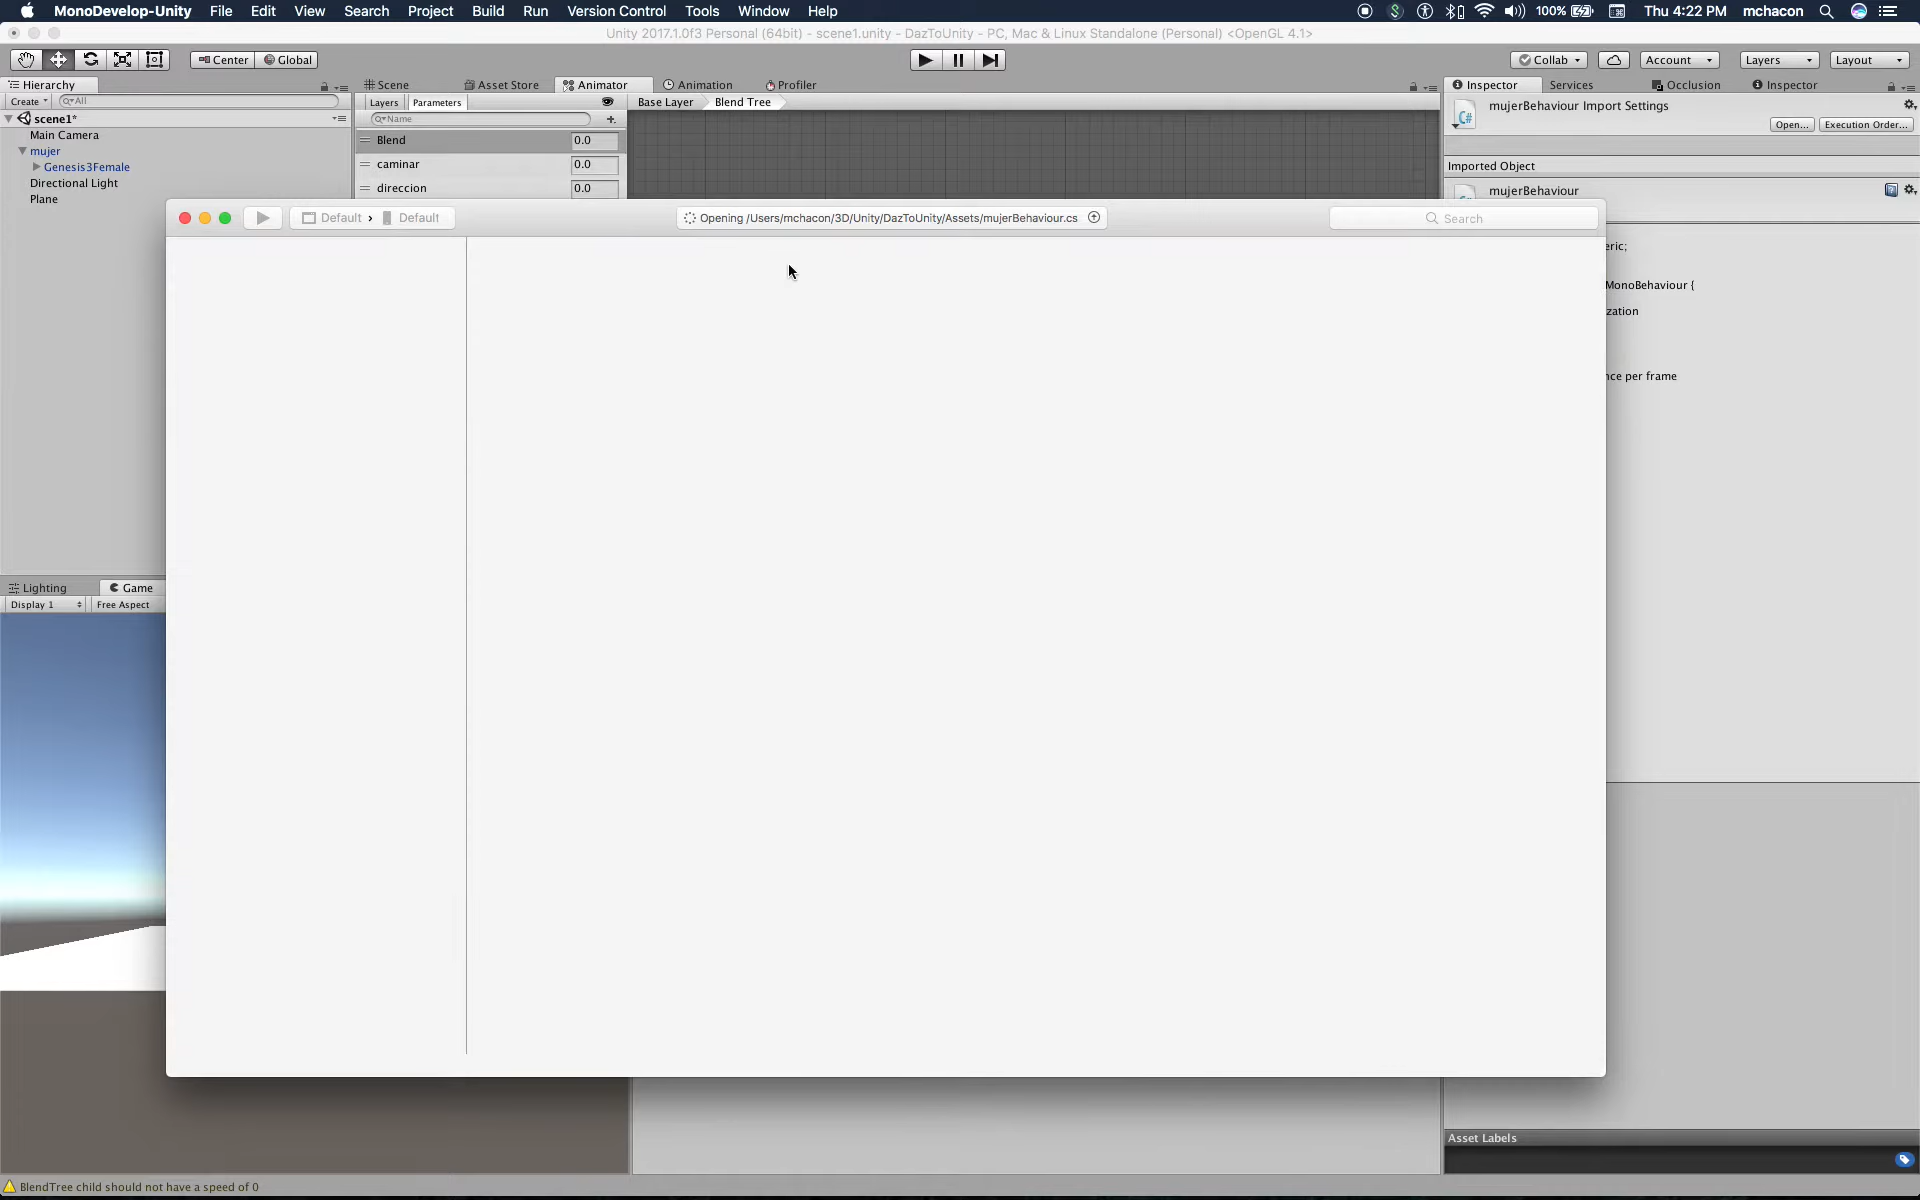 MonoDevelop-Unity File Edit View Search Project Build Run Version Control Tools Window Help 100% Thu 4:22 PM mchacon
Unity 2017.1.0f3 Personal (64bit) - scene1.unity - DazToUnity - PC, Mac & Linux Standalone (Personal) <OpenGL 4.1>
Center Global Collab Account Layers Layout
Hierarchy Scene Asset Store Animator Animation Profiler Inspector Services Occlusion Inspector
Create All Layers Parameters Base Layer Blend Tree mujerBehaviour Import Settings
scene1* Name Open... Execution Order...
Main Camera Blend 0.0
mujer caminar 0.0 Imported Object
Genesis3Female
Directional Light direccion 0.0 mujerBehaviour
Plane
Default › Default Opening /Users/mchacon/3D/Unity/DazToUnity/Assets/mujerBehaviour.cs Search
eric;
MonoBehaviour {
zation
nce per frame
Lighting Game
Display 1 Free Aspect
Asset Labels
BlendTree child should not have a speed of 0